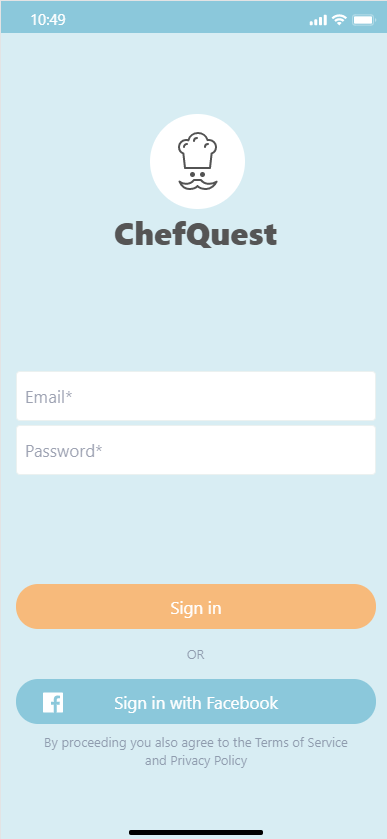 10:49
ChefQuest
Email*
Password*
Sign in
OR
Sign in with Facebook
By proceeding you also agree to the Terms of Service
and Privacy Policy